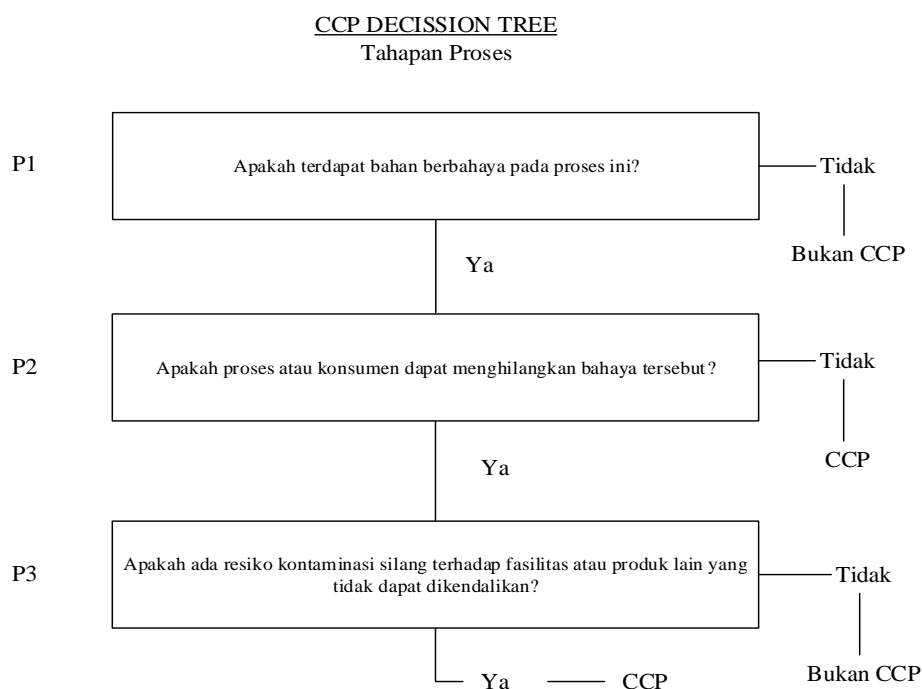 CCP DECISSION TREE
Tahapan Proses
P1
Apakah terdapat bahan berbahaya pada proses ini?
Tidak
Bukan CCP
Ya
P2
Apakah proses atau konsumen dapat menghilangkan bahaya tersebut?
Tidak
CCP
Ya
P3
Apakah ada resiko kontaminasi silang terhadap fasilitas atau produk lain yang
tidak dapat dikendalikan?
Tidak
Bukan CCP
Ya
CCP